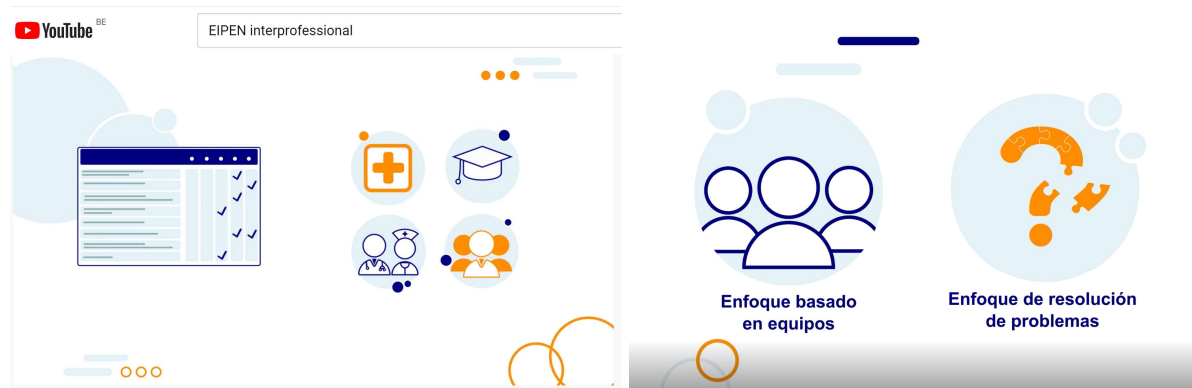 YouTube BE
EIPEN interprofessional
Enfoque basado
en equipos
Enfoque de resolución
de problemas